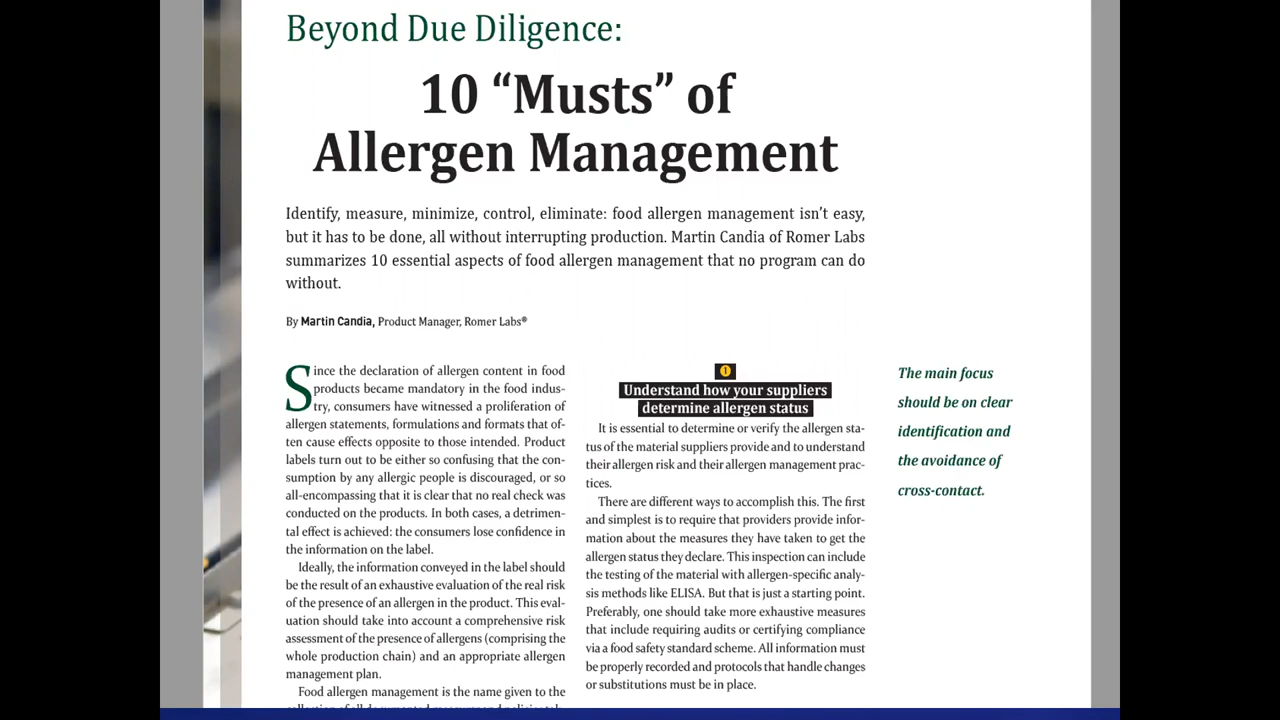 Beyond Due Diligence:
10 “Musts” of
Allergen Management
Identify, measure, minimize, control, eliminate: food allergen management isn’t easy,
but it has to be done, all without interrupting production. Martin Candia of Romer Labs
summarizes 10 essential aspects of food allergen management that no program can do
without.
By Martin Candia, Product Manager, Romer Labs®
Since the declaration of allergen content in food
products became mandatory in the food indus-
try, consumers have witnessed a proliferation of
allergen statements, formulations and formats that of-
ten cause effects opposite to those intended. Product
labels turn out to be either so confusing that the con-
sumption by any allergic people is discouraged, or so
all-encompassing that it is clear that no real check was
conducted on the products. In both cases, a detrimen-
tal effect is achieved: the consumers lose confidence in
the information on the label.
Ideally, the information conveyed in the label should
be the result of an exhaustive evaluation of the real risk
of the presence of an allergen in the product. This eval-
uation should take into account a comprehensive risk
assessment of the presence of allergens (comprising the
whole production chain) and an appropriate allergen
management plan.
Food allergen management is the name given to the
1
Understand how your suppliers
determine allergen status
It is essential to determine or verify the allergen sta-
tus of the material suppliers provide and to understand
their allergen risk and their allergen management prac-
tices.
There are different ways to accomplish this. The first
and simplest is to require that providers provide infor-
mation about the measures they have taken to get the
allergen status they declare. This inspection can include
the testing of the material with allergen-specific analy-
sis methods like ELISA. But that is just a starting point.
Preferably, one should take more exhaustive measures
that include requiring audits or certifying compliance
via a food safety standard scheme. All information must
be properly recorded and protocols that handle changes
or substitutions must be in place.
The main focus
should be on clear
identification and
the avoidance of
cross-contact.